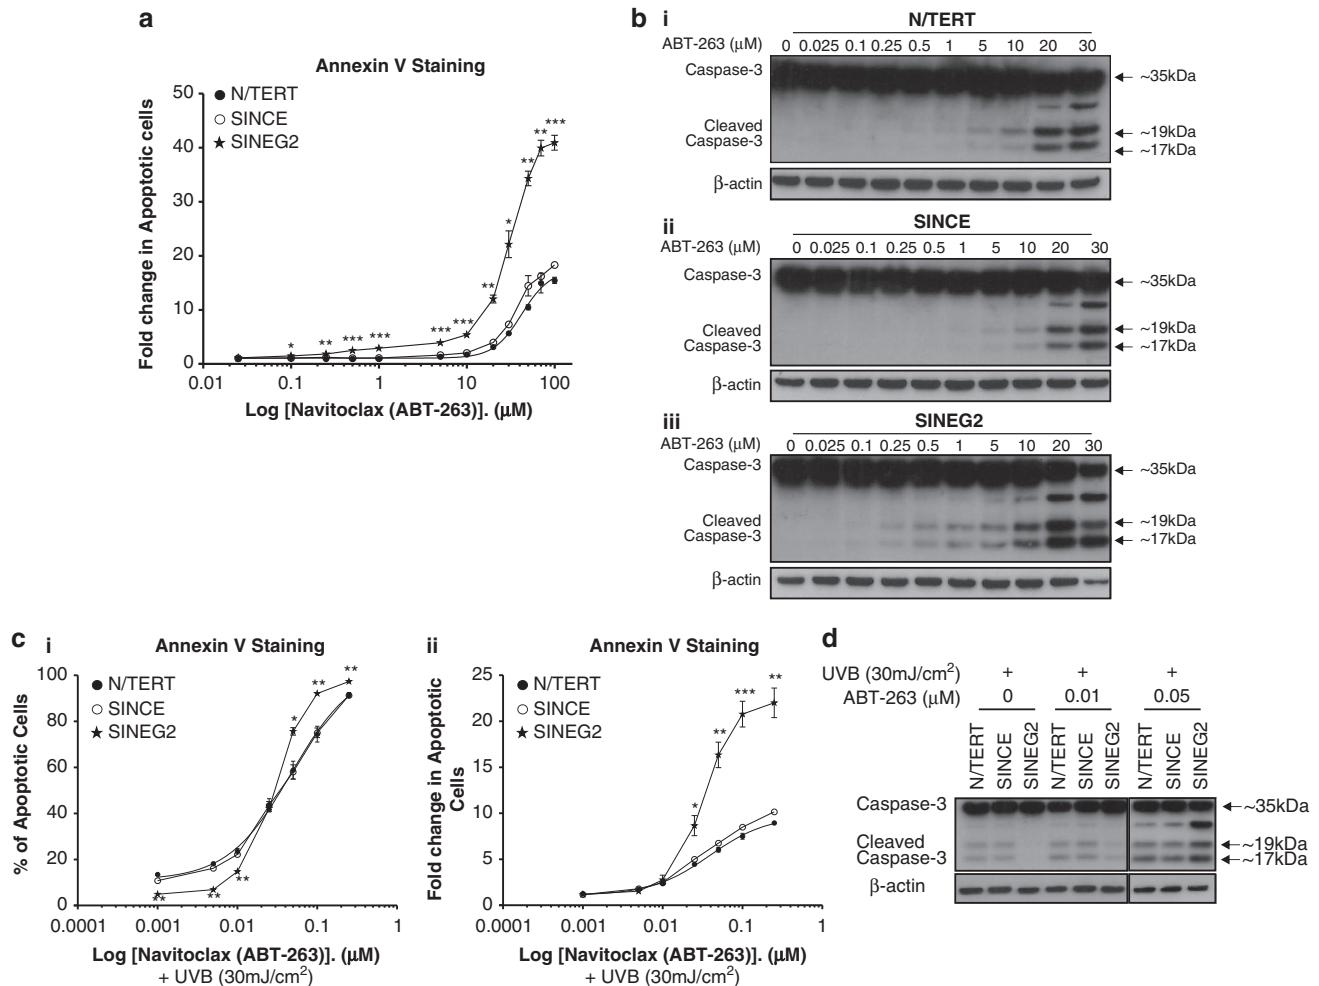 a
Annexin V Staining
Fold change in Apoptotic cells
50
40
30
20
10
0
N/TERT
SINCE
SINEG2
* ** *** *** *** *** ** * ** ** ***
0.01 0.1 1 10 100
Log [Navitoclax (ABT-263)]. (μM)
b
i
N/TERT
ABT-263 (μM) 0 0.025 0.1 0.25 0.5 1 5 10 20 30
Caspase-3 ~35kDa
Cleaved Caspase-3 ~19kDa
~17kDa
β-actin
ii
SINCE
ABT-263 (μM) 0 0.025 0.1 0.25 0.5 1 5 10 20 30
Caspase-3 ~35kDa
Cleaved Caspase-3 ~19kDa
~17kDa
β-actin
iii
SINEG2
ABT-263 (μM) 0 0.025 0.1 0.25 0.5 1 5 10 20 30
Caspase-3 ~35kDa
Cleaved Caspase-3 ~19kDa
~17kDa
β-actin
c
i
Annexin V Staining
% of Apoptotic Cells
100
80
60
40
20
0
N/TERT
SINCE
SINEG2
** ** ** * ** **
0.0001 0.001 0.01 0.1 1
Log [Navitoclax (ABT-263)]. (μM)
+ UVB (30mJ/cm²)
ii
Annexin V Staining
Fold change in Apoptotic
Cells
25
20
15
10
5
0
N/TERT
SINCE
SINEG2
* ** *** **
0.0001 0.001 0.01 0.1 1
Log [Navitoclax (ABT-263)]. (μM)
+ UVB (30mJ/cm²)
d
UVB (30mJ/cm²) + + +
ABT-263 (μM) 0 0.01 0.05
N/TERT SINCE SINEG2 N/TERT SINCE SINEG2 N/TERT SINCE SINEG2
Caspase-3 ~35kDa
Cleaved ~19kDa
Caspase-3 ~17kDa
β-actin